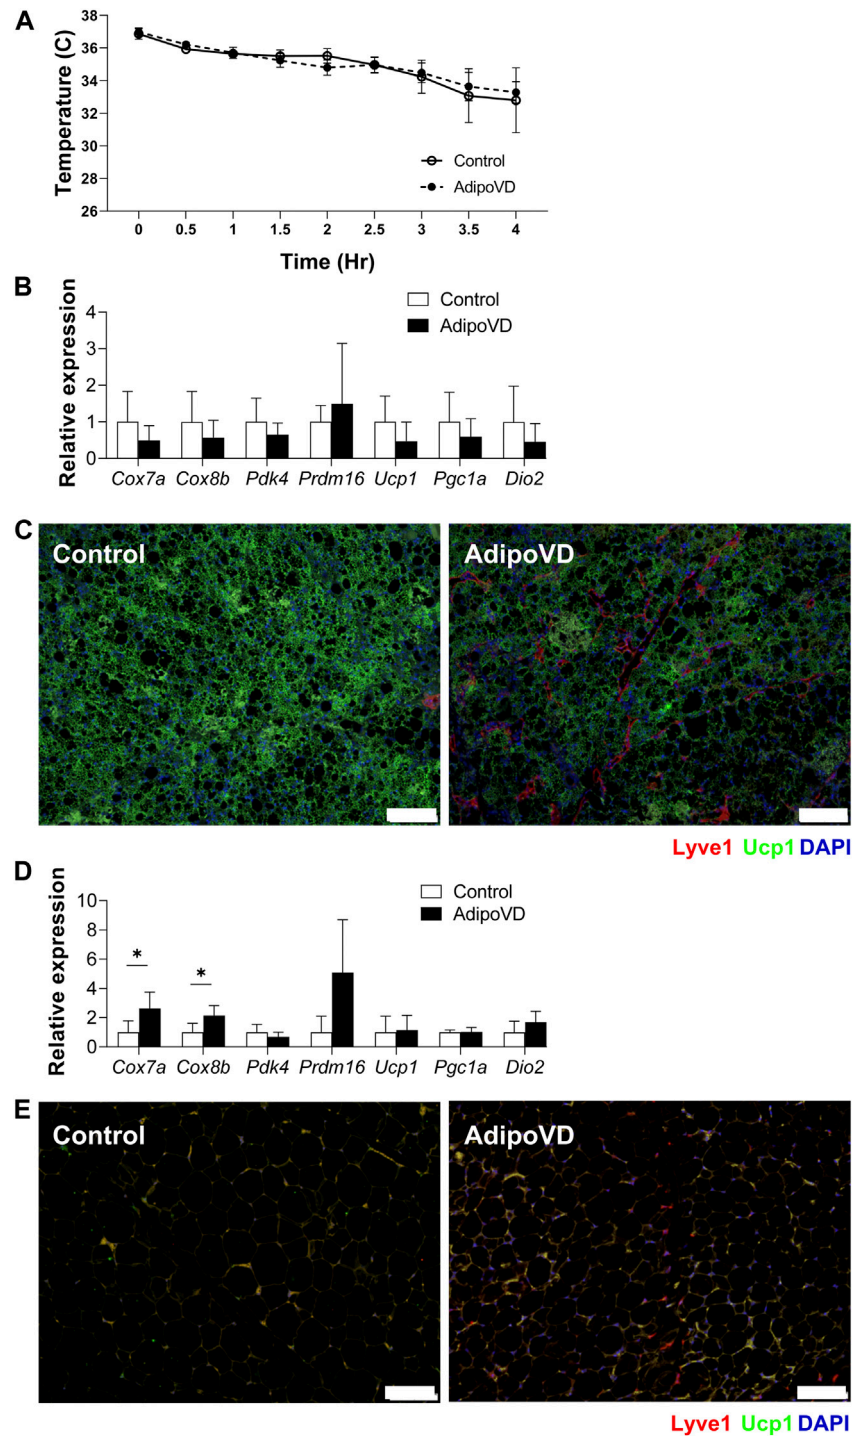 A
38
36
34
32
30
28
26
Temperature (C)
Control
AdipoVD
0 0.5 1 1.5 2 2.5 3 3.5 4
Time (Hr)
B
Relative expression
4
3
2
1
0
Control
AdipoVD
Cox7a Cox8b Pdk4 Prdm16 Ucp1 Pgc1a Dio2
C
Control
AdipoVD
Lyve1 Ucp1 DAPI
D
Relative expression
10
8
6
4
2
0
Control
AdipoVD
* *
Cox7a Cox8b Pdk4 Prdm16 Ucp1 Pgc1a Dio2
E
Control
AdipoVD
Lyve1 Ucp1 DAPI